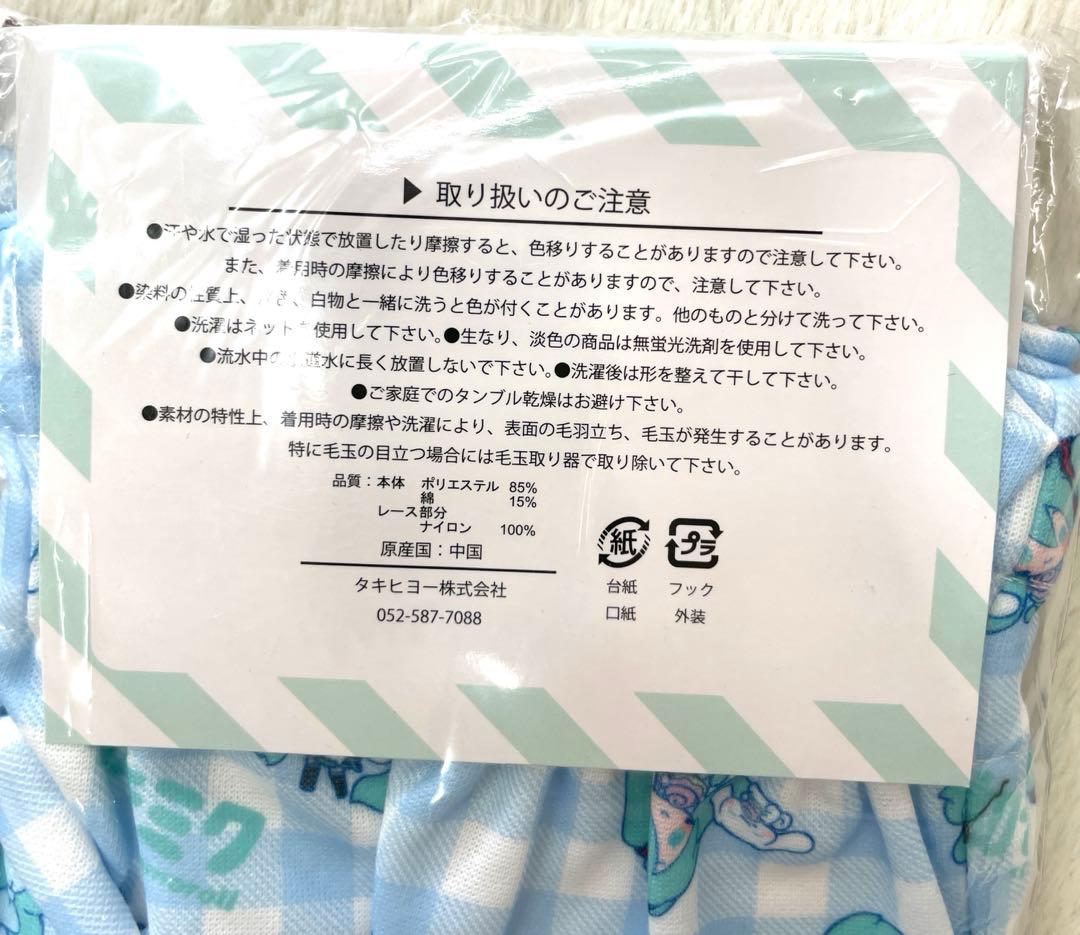 ▶ 取り扱いのご注意
●汗や水で湿った状態で放置したり摩擦すると、色移りすることがありますので注意して下さい。
また、着用時の摩擦により色移りすることがありますので、注意して下さい。
●染料の性質上、白物と一緒に洗うと色が付くことがあります。他のものと分けて洗って下さい。
●洗濯はネットを使用して下さい。●生なり、淡色の商品は無蛍光洗剤を使用して下さい。
●流水中の水に長く放置しないで下さい。●洗濯後は形を整えて干して下さい。
●ご家庭でのタンブル乾燥はお避け下さい。
●素材の特性上、着用時の摩擦や洗濯により、表面の毛羽立ち、毛玉が発生することがあります。
特に毛玉の目立つ場合には毛玉取り器で取り除いて下さい。
品質：本体 ポリエステル 85%
綿 15%
レース部分
ナイロン 100%
原産国：中国
タキヒヨー株式会社
052-587-7088
紙 プラ
台紙 フック
口紙 外装
ミク